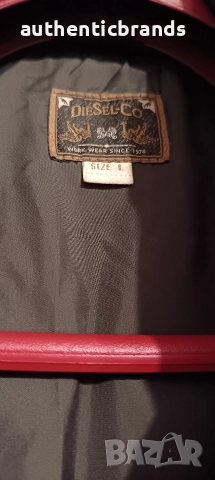 authenticbrands
DIESEL·CO
WORK WEAR SINCE 1978
SIZE L
BAZAR